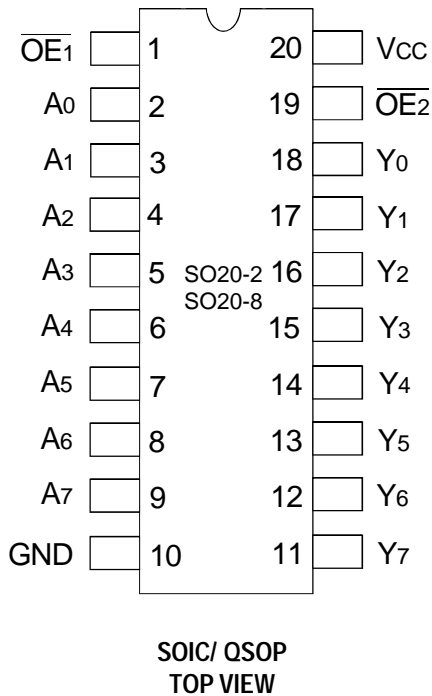 OE1 1 20 VCC
A0 2 19 OE2
A1 3 18 Y0
A2 4 17 Y1
A3 5 SO20-2 16 Y2
SO20-8
A4 6 15 Y3
A5 7 14 Y4
A6 8 13 Y5
A7 9 12 Y6
GND 10 11 Y7
SOIC/ QSOP
TOP VIEW